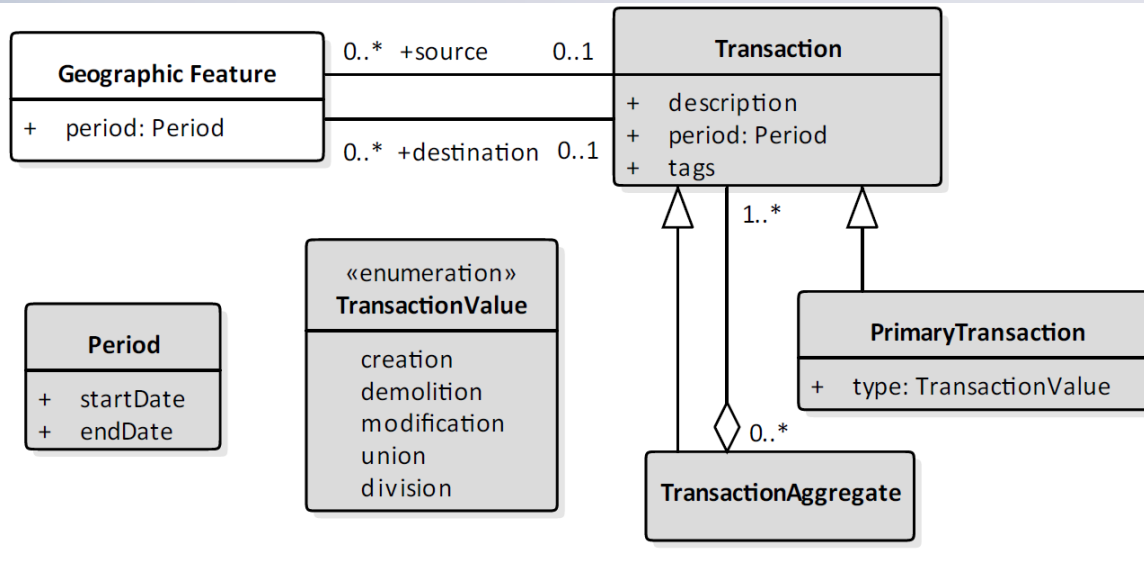 Geographic Feature
+ period: Period
0..* +source 0..1
0..* +destination 0..1
Transaction
+ description
+ period: Period
+ tags
1..*
«enumeration»
TransactionValue
creation
demolition
modification
union
division
Period
+ startDate
+ endDate
PrimaryTransaction
+ type: TransactionValue
0..*
TransactionAggregate